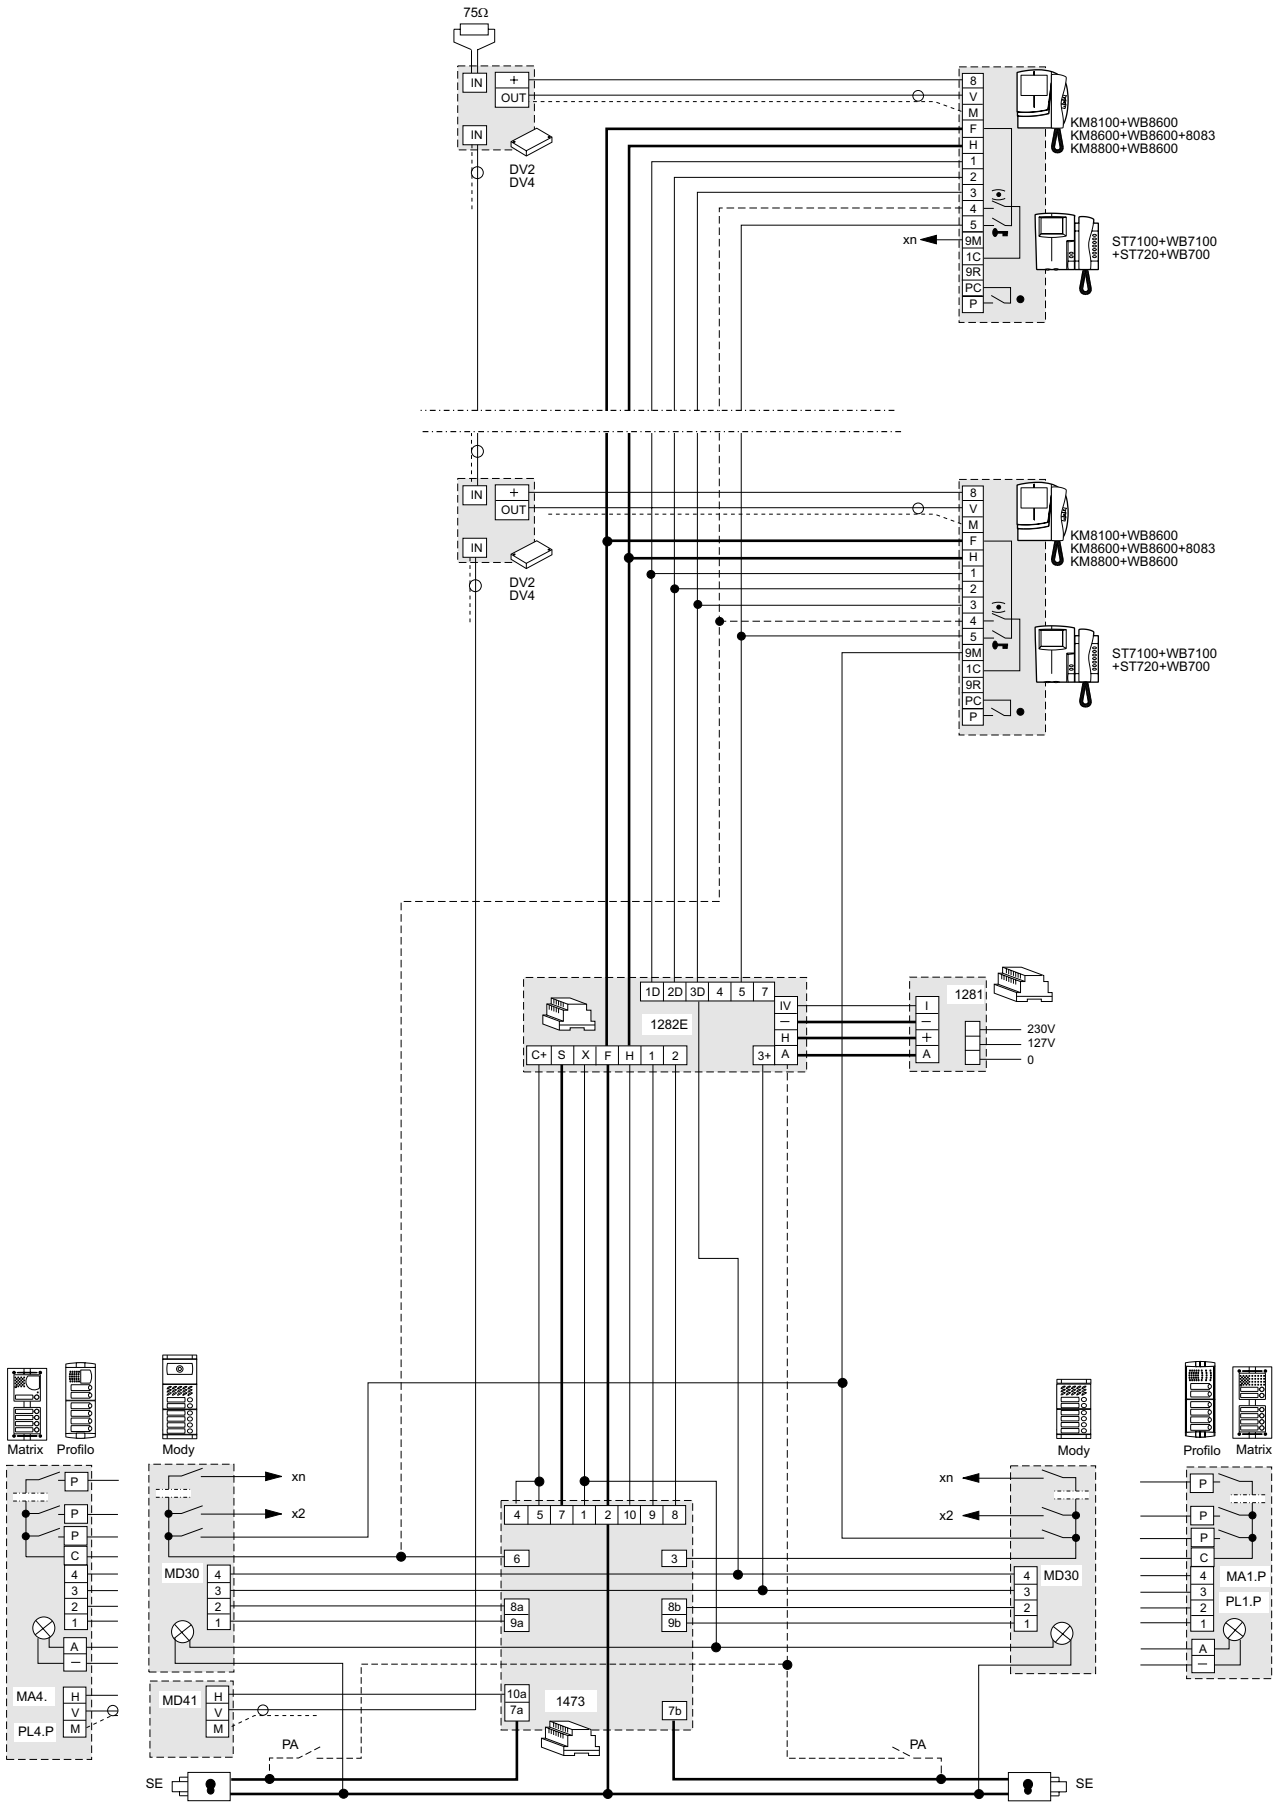 75Ω
IN
+
OUT
IN
DV2
DV4
8
V
M
F
H
1
2
3
4
5
9M
1C
9R
PC
P
xn
KM8100+WB8600
KM8600+WB8600+8083
KM8800+WB8600
ST7100+WB7100
+ST720+WB700
IN
+
OUT
IN
DV2
DV4
8
V
M
F
H
1
2
3
4
5
9M
1C
9R
PC
P
KM8100+WB8600
KM8600+WB8600+8083
KM8800+WB8600
ST7100+WB7100
+ST720+WB700
1D 2D 3D 4 5 7
1282E
IV
—
H
3+ A
C+ S X F H 1 2
1281
I
—
+
A
230V
127V
0
Matrix Profilo
P
P
P
C
4
3
2
1
A
—
H
V
M
MA4.
PL4.P
Mody
xn
x2
MD30
4
3
2
1
MD41
H
V
M
4 5 7 1 2 10 9 8
6
3
8a
9a
8b
9b
10a
7a
7b
1473
Mody
xn
x2
4
3
2
1
MD30
Profilo Matrix
P
P
P
C
4
3
2
1
A
—
MA1.P
PL1.P
PA
PA
SE
SE